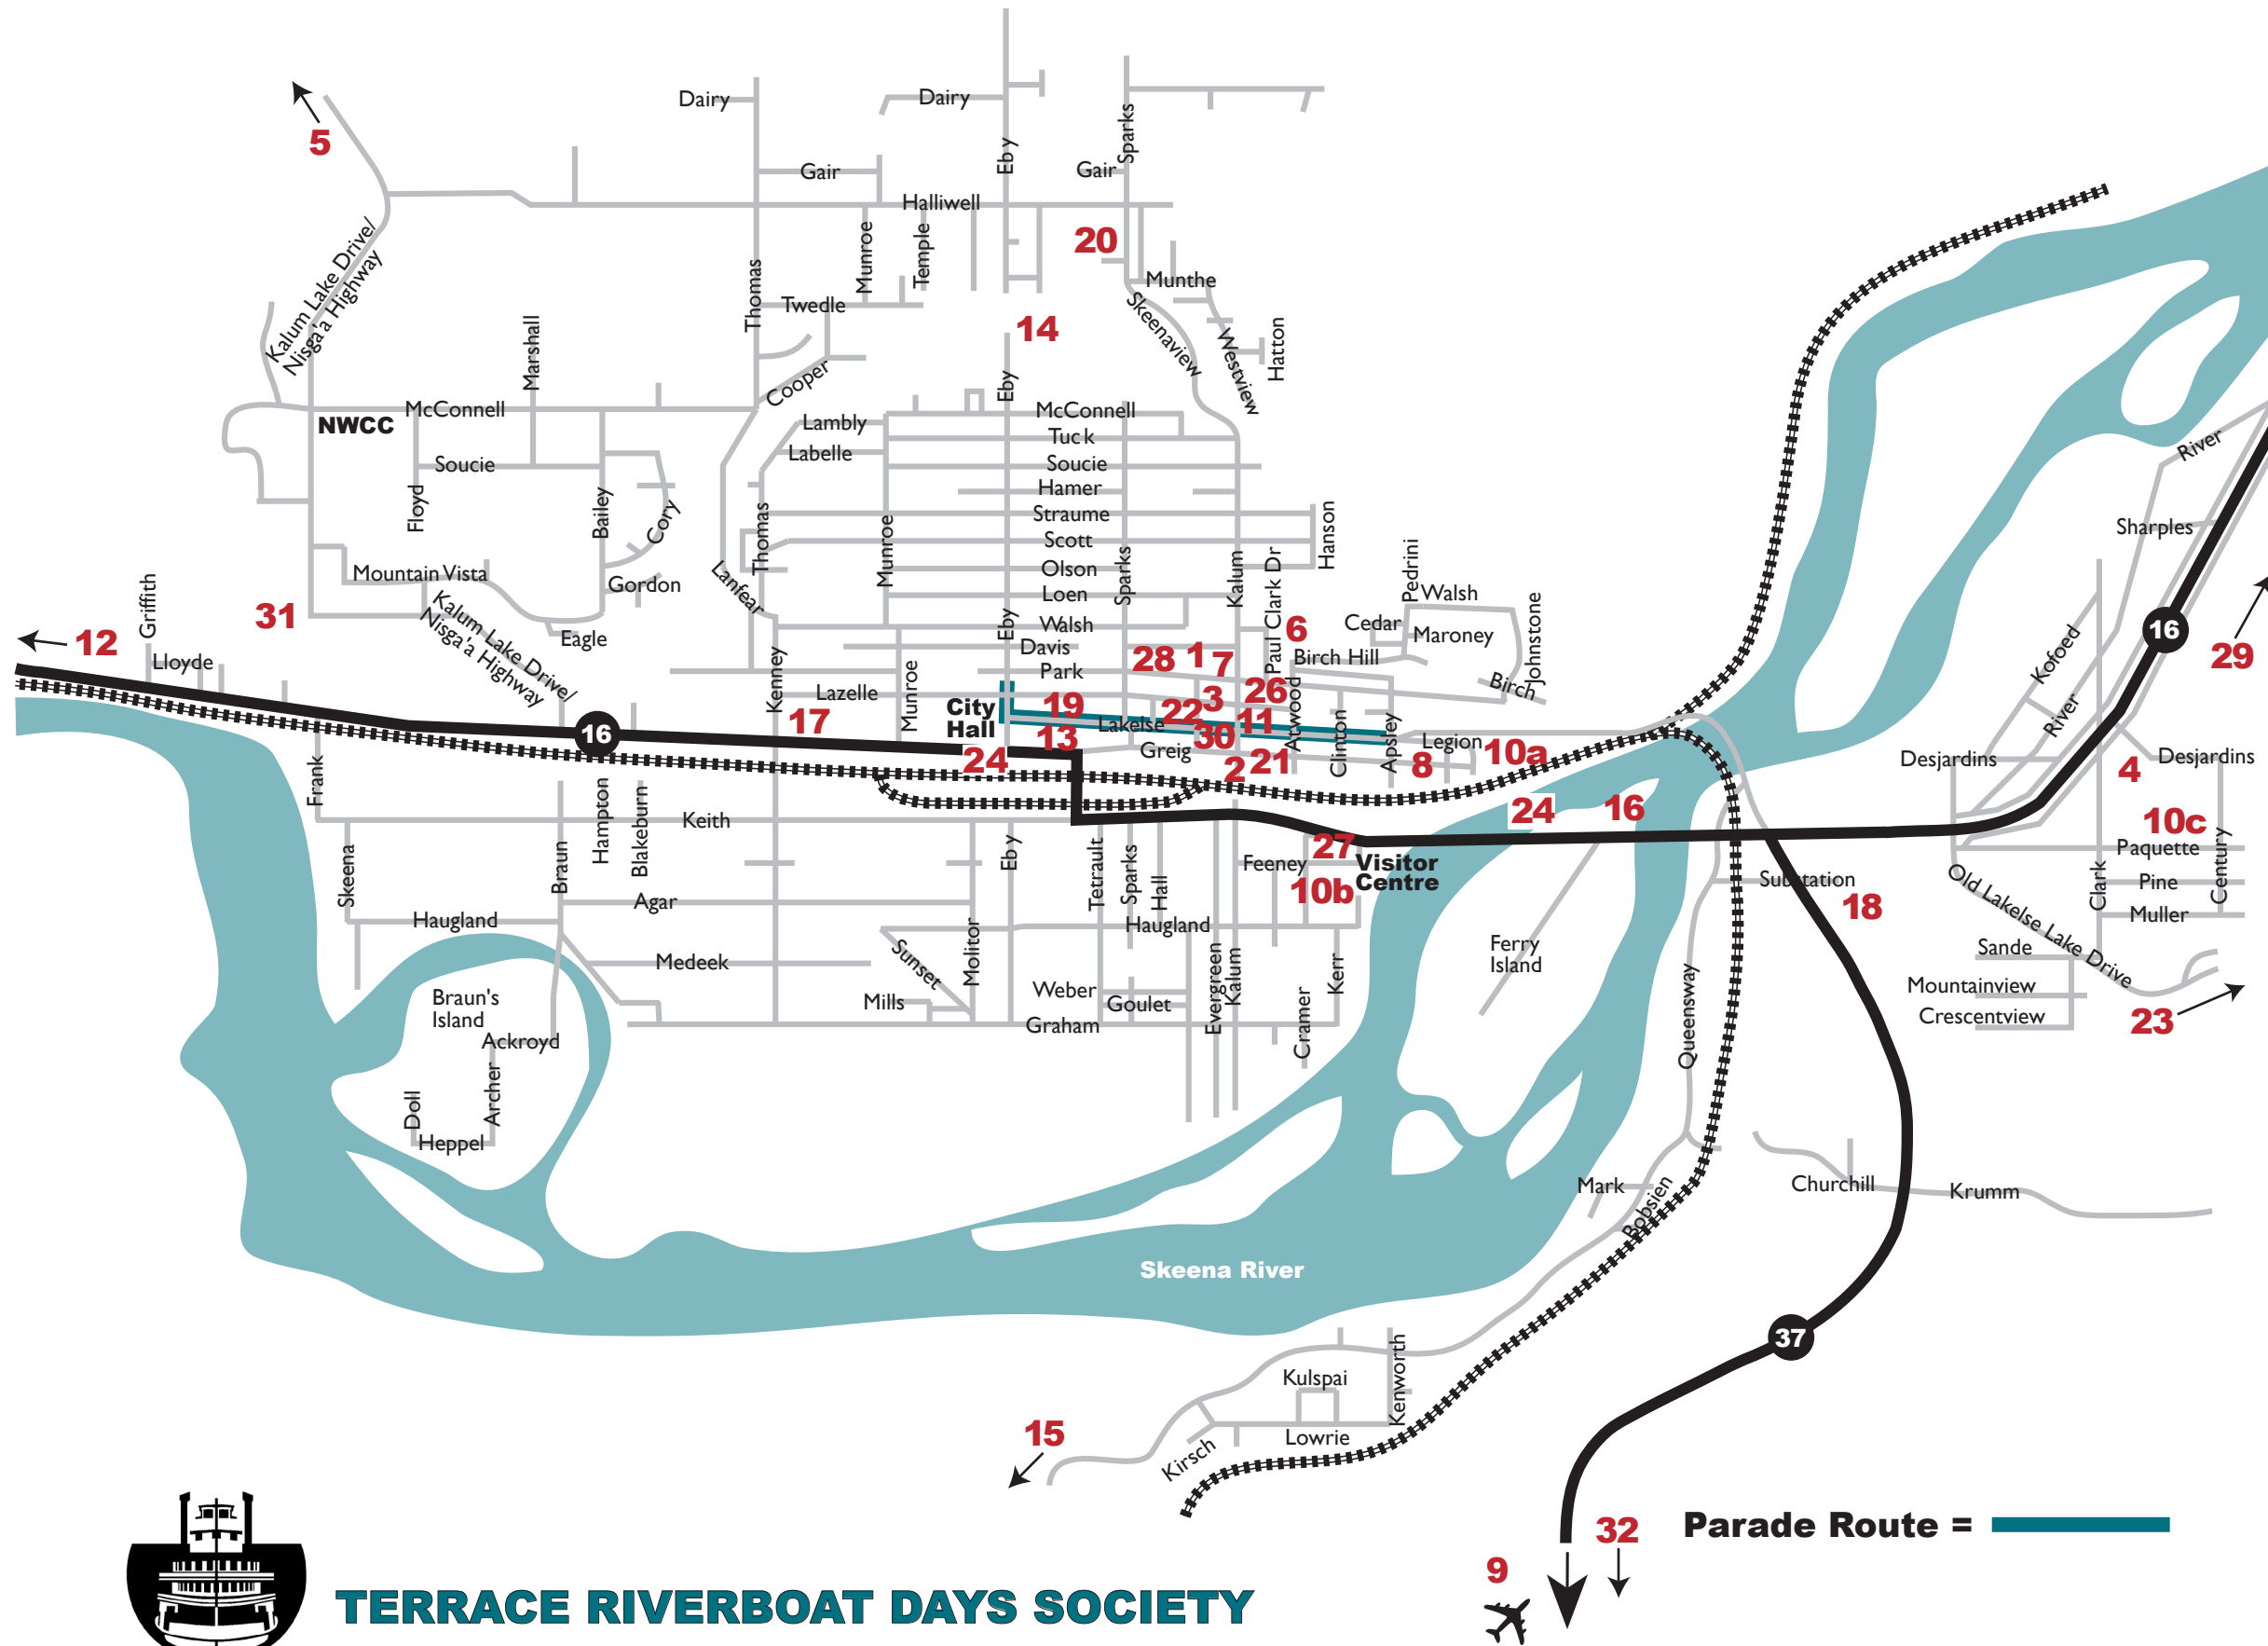 Dairy
Dairy
Eby
Sparks
5
Gair
Gair
Halliwell
20
Kalum Lake Drive/
Nisga'a Highway
Thomas
Munroe
Temple
Munthe
Twedle
14
Skeenaview
Westview
Hatton
Marshall
Cooper
Eby
McConnell
NWCC
Lambly
McConnell
Tuck
Labelle
Soucie
Soucie
Hamer
Floyd
Bailey
Cory
Thomas
Munroe
Straume
Scott
Hanson
Olson
Sparks
Kalum
Paul Clark Dr
Pedrini
Mountain Vista
Gordon
Lanfear
Loen
Walsh
Griffith
31
Kalum Lake Drive/
Nisga'a Highway
Eagle
Eby
Walsh
6
Cedar
Maroney
Johnstone
12
Lloyde
Davis
28
1
7
Birch Hill
Park
Birch
Kenney
Lazelle
Munroe
City
Hall
19
3
26
Atwood
22
11
Lakelse
17
13
30
Clinton
Apsley
Legion
10a
16
24
Greig
2
21
8
River
Sharples
16
29
Kofoed
River
Desjardins
Desjardins
4
Frank
Hampton
Blakeburn
Keith
24
16
10c
Paquette
Century
Skeena
Braun
Eby
Tetrault
Sparks
Hall
27
Visitor
Centre
Feeney
10b
Substation
18
Old Lakelse Lake Drive
Clark
Pine
Muller
Agar
Haugland
Haugland
Sunset
Molitor
Medeek
Ferry
Island
Sande
Mountainview
Crescentview
23
Braun's
Island
Ackroyd
Mills
Weber
Goulet
Graham
Evergreen
Kalum
Cramer
Kerr
Queensway
Doll
Archer
Heppel
Mark
Bobsien
Churchill
Krumm
Skeena River
37
Kulspai
Kenworth
15
Lowrie
Kirsch
32
Parade Route =
9
TERRACE RIVERBOAT DAYS SOCIETY